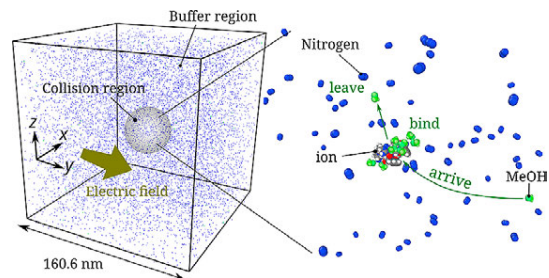 Buffer region
Collision region
z
x
y
Electric field
160.6 nm
Nitrogen
leave
bind
ion
arrive
MeOH